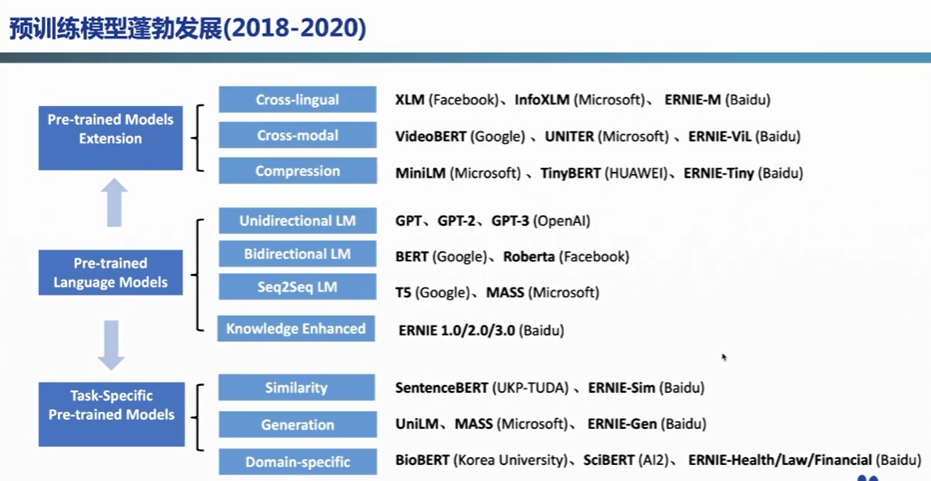 预训练模型蓬勃发展(2018-2020)
Pre-trained Models
Extension
Cross-lingual
XLM (Facebook)、InfoXLM (Microsoft)、 ERNIE-M (Baidu)
Cross-modal
VideoBERT (Google) 、UNITER (Microsoft) 、ERNIE-ViL (Baidu)
Compression
MiniLM (Microsoft) 、TinyBERT (HUAWEI)、ERNIE-Tiny (Baidu)
Pre-trained
Language Models
Unidirectional LM
GPT、GPT-2、GPT-3 (OpenAI)
Bidirectional LM
BERT (Google)、Roberta (Facebook)
Seq2Seq LM
T5 (Google)、MASS (Microsoft)
Knowledge Enhanced
ERNIE 1.0/2.0/3.0 (Baidu)
Task-Specific
Pre-trained Models
Similarity
SentenceBERT (UKP-TUDA) 、ERNIE-Sim (Baidu)
Generation
UniLM、MASS (Microsoft)、 ERNIE-Gen (Baidu)
Domain-specific
BioBERT (Korea University)、SciBERT (AI2)、 ERNIE-Health/Law/Financial (Baidu)